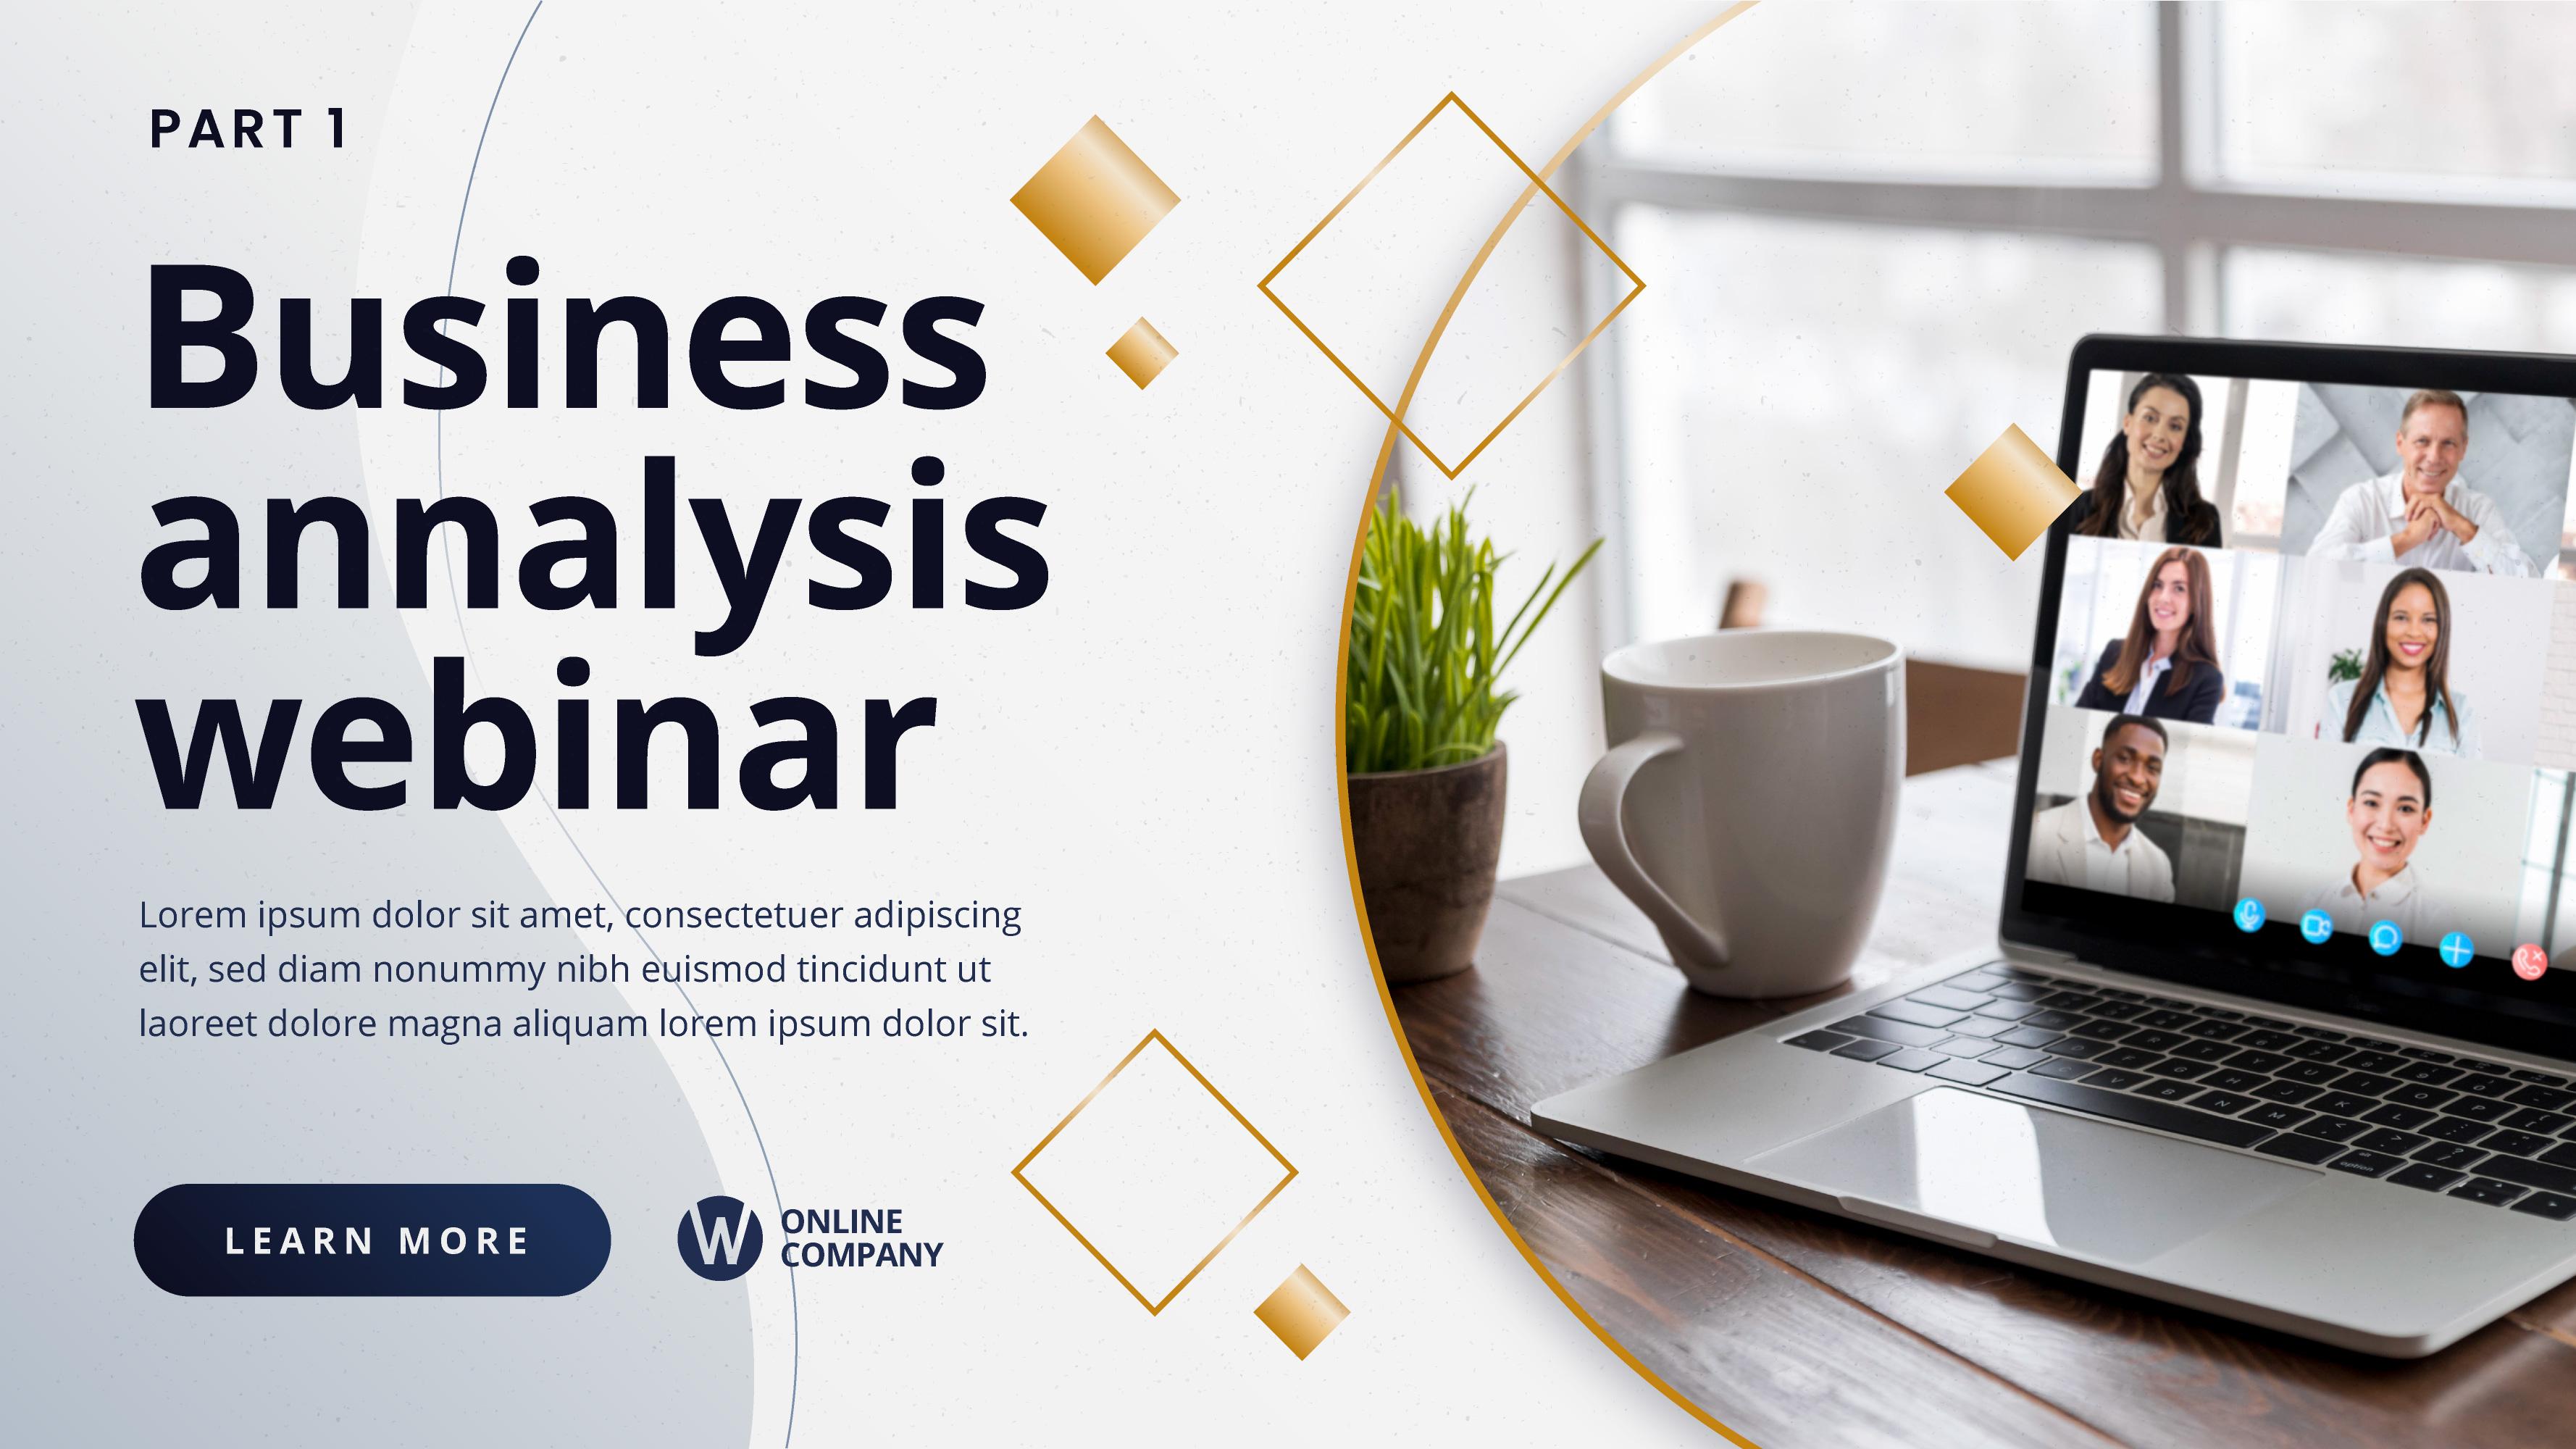 PART 1
Business
annalysis
webinar
Lorem ipsum dolor sit amet, consectetuer adipiscing
elit, sed diam nonummy nibh euismod tincidunt ut
laoreet dolore magna aliquam lorem ipsum dolor sit.
LEARN MORE
W ONLINE
COMPANY